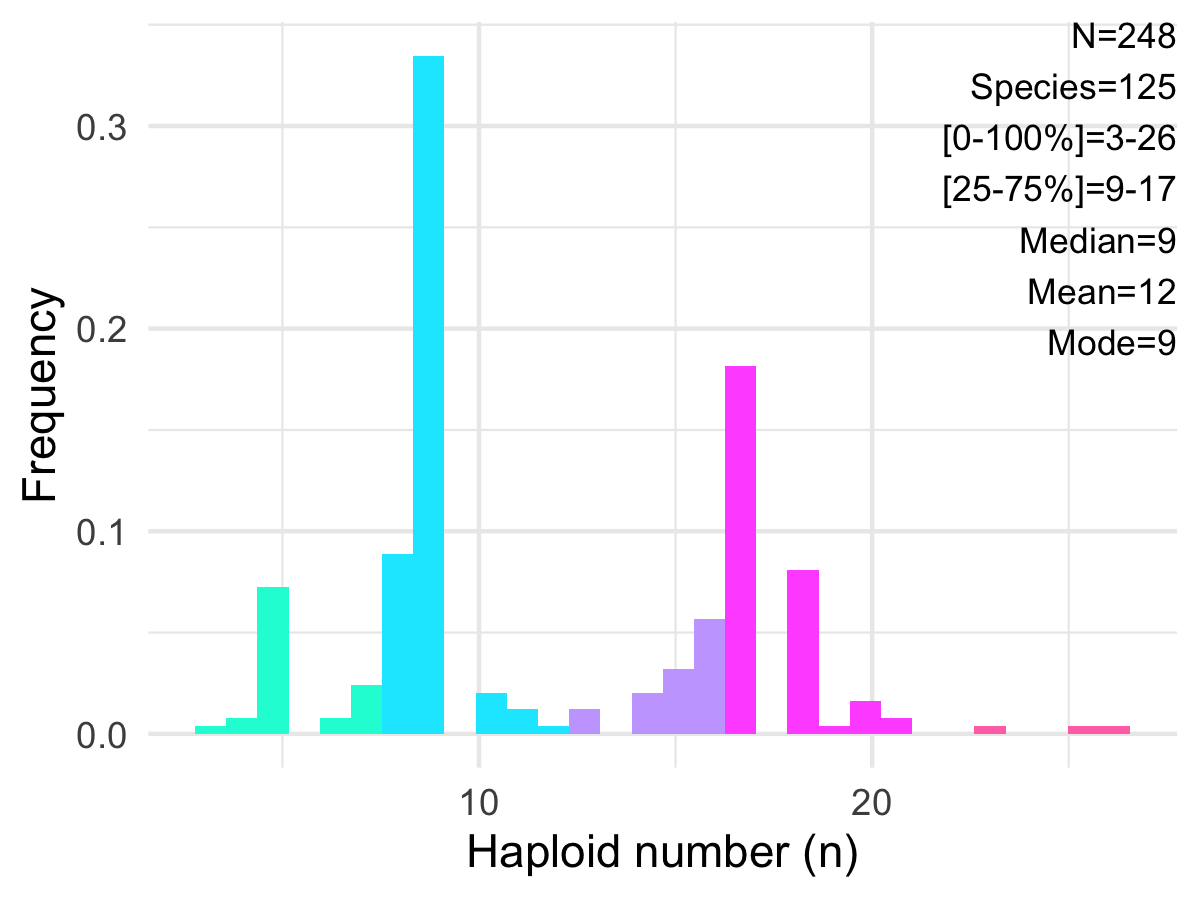 N=248
Species=125
[0-100%]=3-26
[25-75%]=9-17
Median=9
Mean=12
Mode=9
Frequency
0.3
0.2
0.1
0.0
10 20
Haploid number (n)